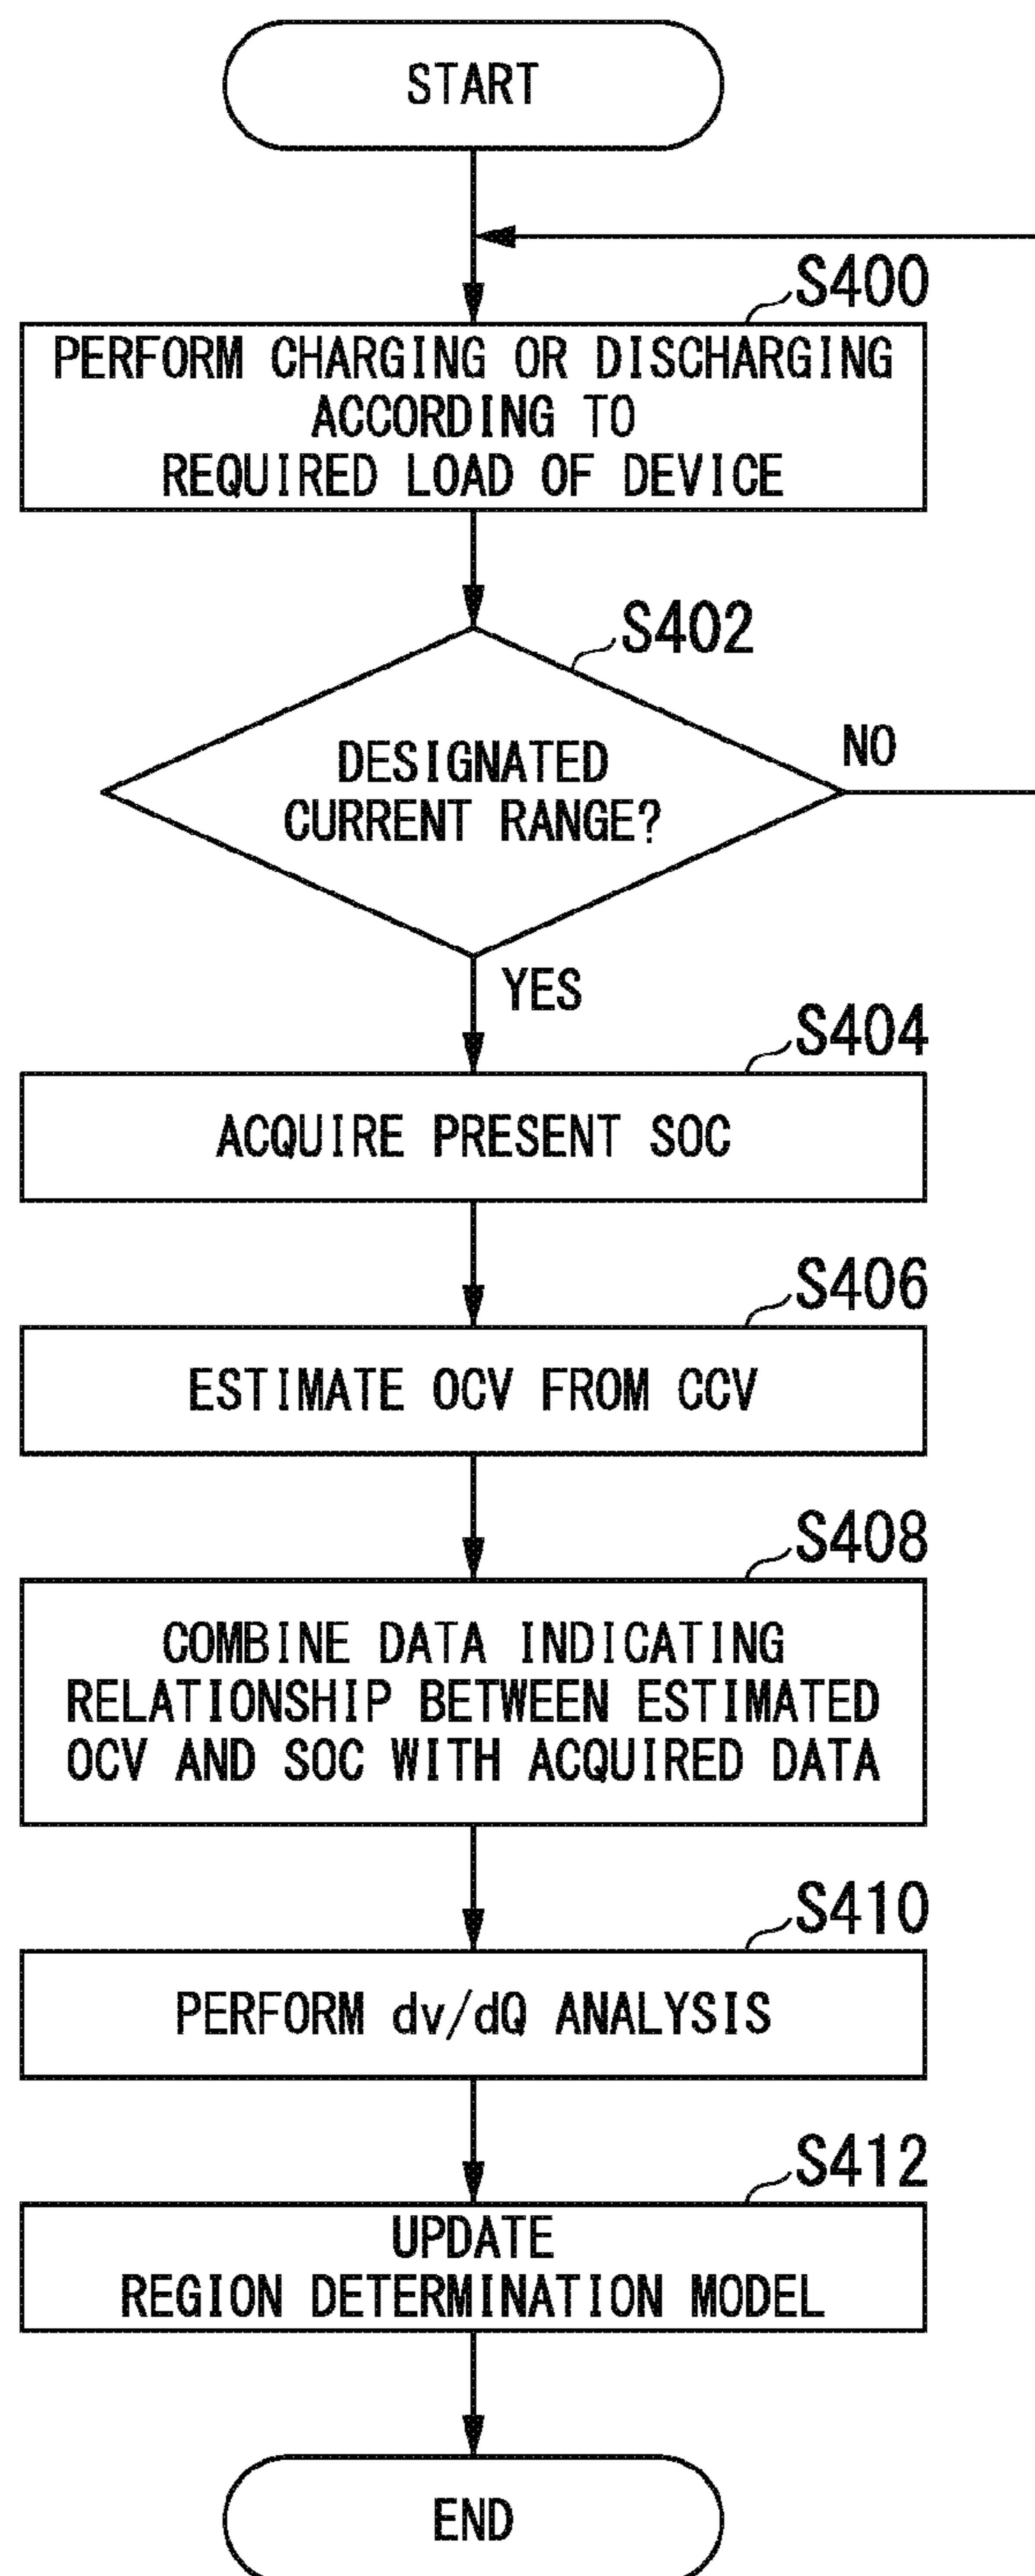 START
S400
PERFORM CHARGING OR DISCHARGING
ACCORDING TO
REQUIRED LOAD OF DEVICE
S402
DESIGNATED
CURRENT RANGE?
NO
YES
S404
ACQUIRE PRESENT SOC
S406
ESTIMATE OCV FROM CCV
S408
COMBINE DATA INDICATING
RELATIONSHIP BETWEEN ESTIMATED
OCV AND SOC WITH ACQUIRED DATA
S410
PERFORM dv/dQ ANALYSIS
S412
UPDATE
REGION DETERMINATION MODEL
END